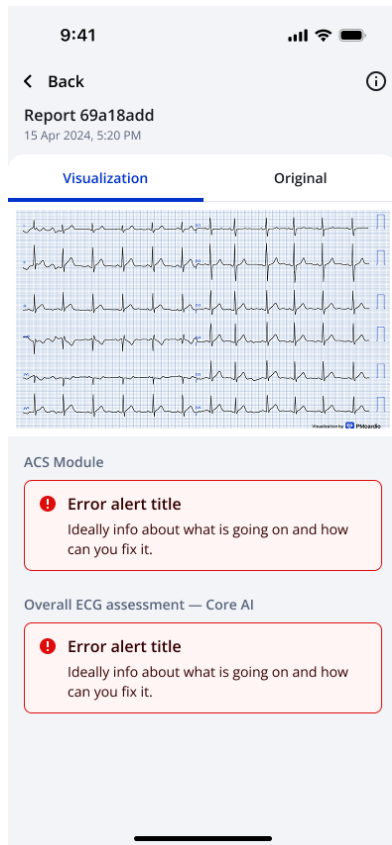 9:41
Back
Report 69a18add
15 Apr 2024, 5:20 PM
Visualization
Original
Visualization by PMcardio
ACS Module
Error alert title
Ideally info about what is going on and how
can you fix it.
Overall ECG assessment — Core AI
Error alert title
Ideally info about what is going on and how
can you fix it.